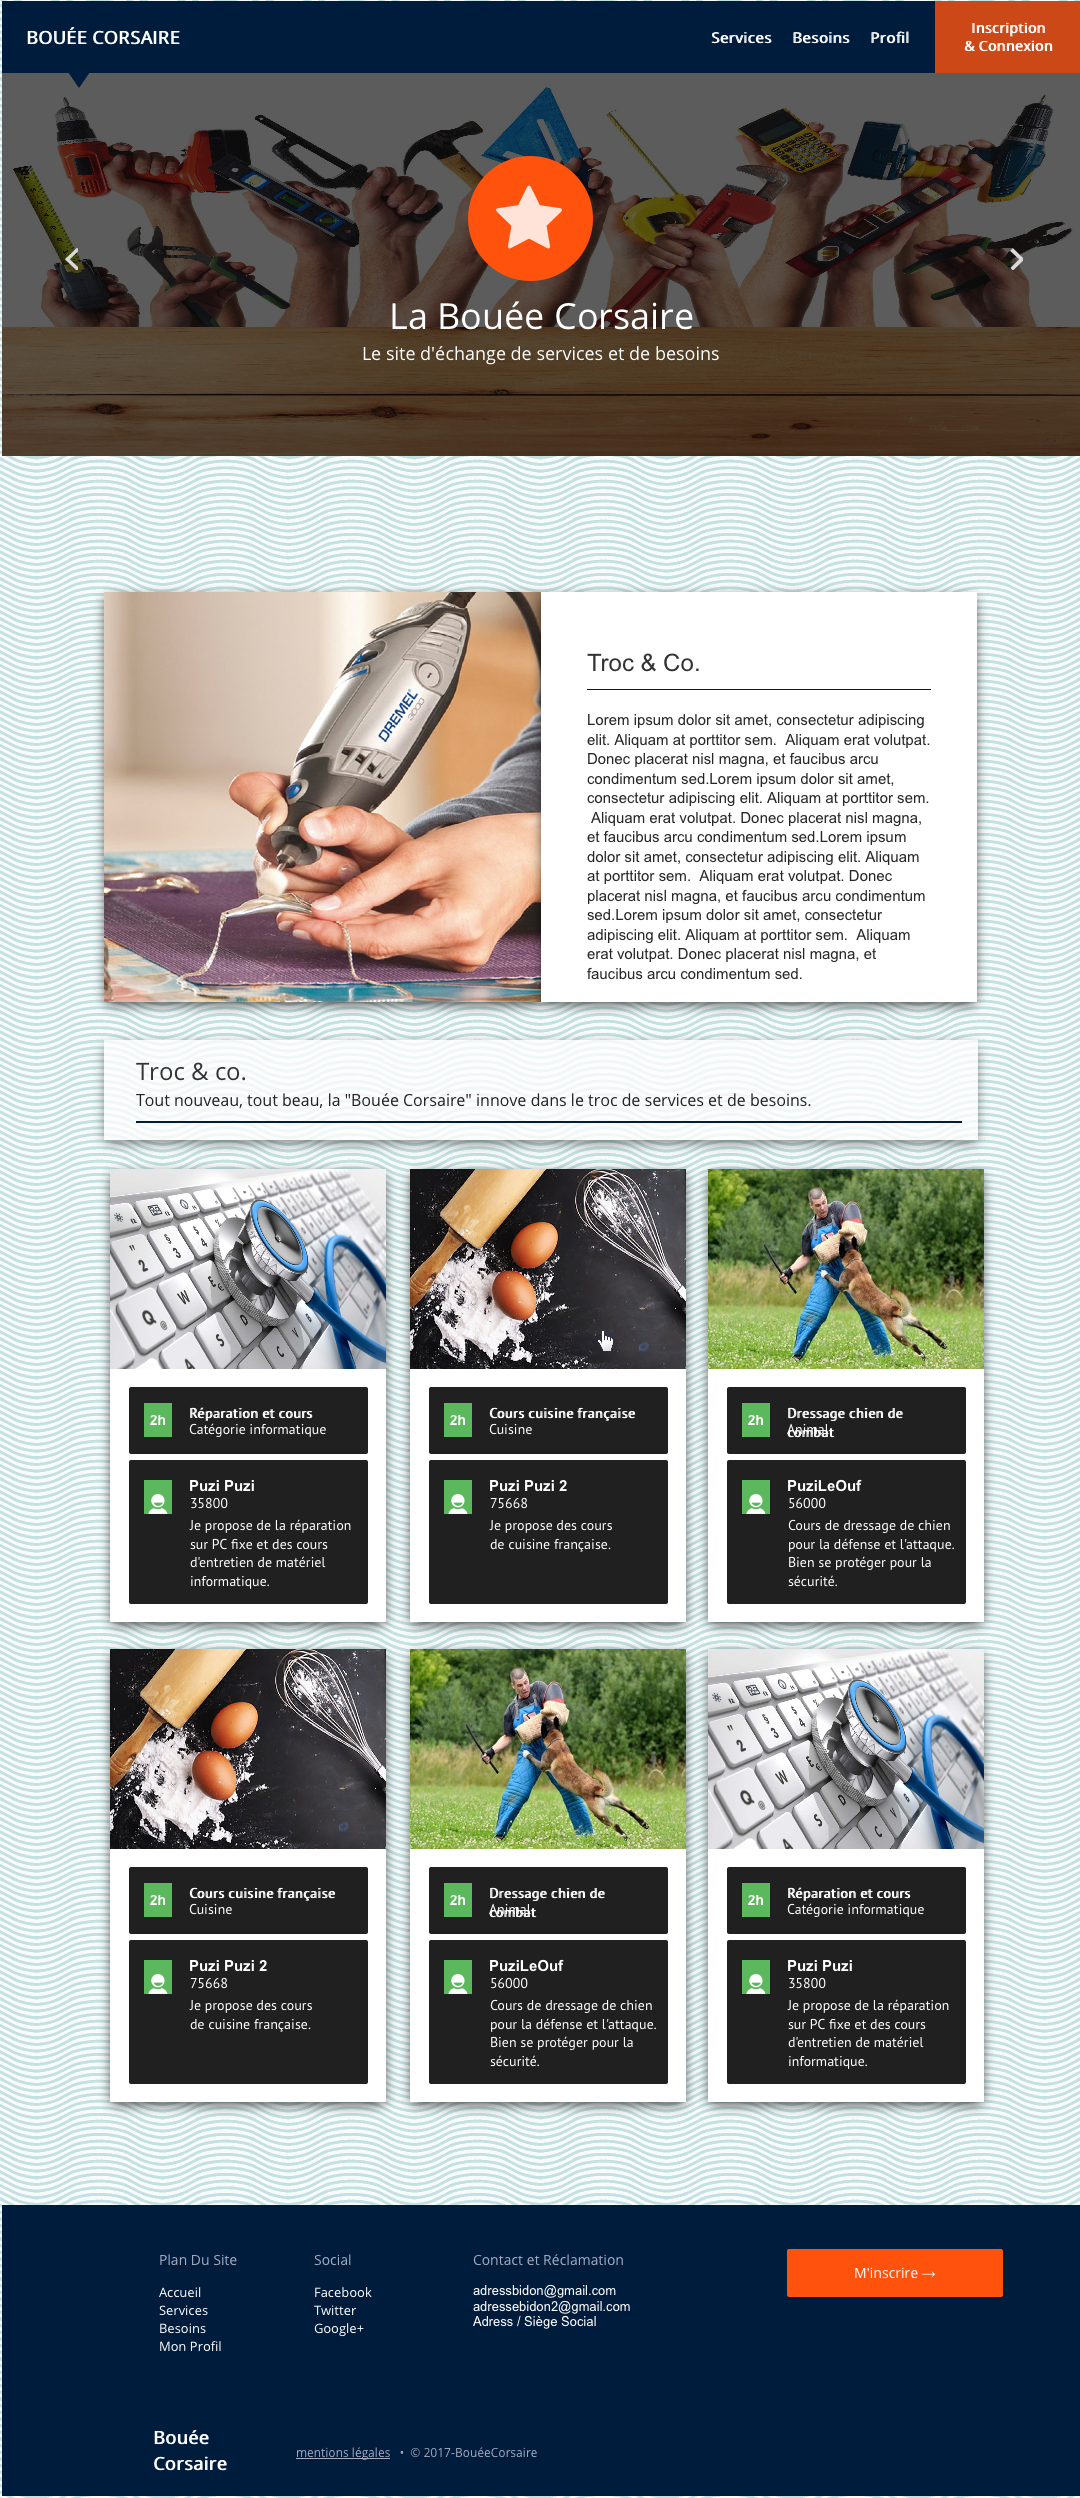 BOUÉE CORSAIRE
Services Besoins Profil
Inscription
& Connexion
La Bouée Corsaire
Le site d'échange de services et de besoins
DREMEL
3000
Troc & Co.
Lorem ipsum dolor sit amet, consectetur adipiscing
elit. Aliquam at porttitor sem.  Aliquam erat volutpat.
Donec placerat nisl magna, et faucibus arcu
condimentum sed.Lorem ipsum dolor sit amet,
consectetur adipiscing elit. Aliquam at porttitor sem.
Aliquam erat volutpat. Donec placerat nisl magna,
et faucibus arcu condimentum sed.Lorem ipsum
dolor sit amet, consectetur adipiscing elit. Aliquam
at porttitor sem.  Aliquam erat volutpat. Donec
placerat nisl magna, et faucibus arcu condimentum
sed.Lorem ipsum dolor sit amet, consectetur
adipiscing elit. Aliquam at porttitor sem.  Aliquam
erat volutpat. Donec placerat nisl magna, et
faucibus arcu condimentum sed.
Troc & co.
Tout nouveau, tout beau, la "Bouée Corsaire" innove dans le troc de services et de besoins.
2h
Réparation et cours
Catégorie informatique
Puzi Puzi
35800
Je propose de la réparation
sur PC fixe et des cours
d'entretien de matériel
informatique.
2h
Cours cuisine française
Cuisine
Puzi Puzi 2
75668
Je propose des cours
de cuisine française.
2h
Dressage chien de
combat
Animal
PuziLeOuf
56000
Cours de dressage de chien
pour la défense et l'attaque.
Bien se protéger pour la
sécurité.
2h
Cours cuisine française
Cuisine
Puzi Puzi 2
75668
Je propose des cours
de cuisine française.
2h
Dressage chien de
combat
Animal
PuziLeOuf
56000
Cours de dressage de chien
pour la défense et l'attaque.
Bien se protéger pour la
sécurité.
2h
Réparation et cours
Catégorie informatique
Puzi Puzi
35800
Je propose de la réparation
sur PC fixe et des cours
d'entretien de matériel
informatique.
Plan Du Site
Accueil
Services
Besoins
Mon Profil
Social
Facebook
Twitter
Google+
Contact et Réclamation
adressbidon@gmail.com
adressebidon2@gmail.com
Adress / Siège Social
M'inscrire →
Bouée
Corsaire
mentions légales • © 2017-BouéeCorsaire